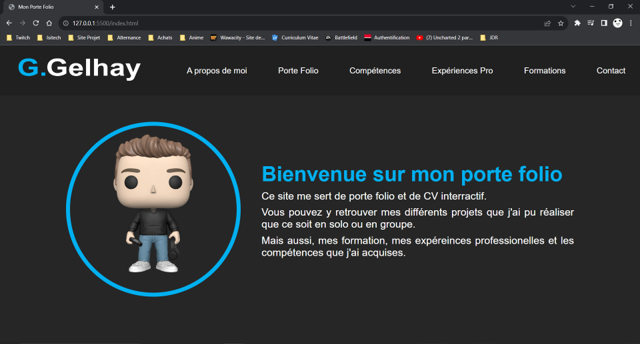 Mon Porte Folio
127.0.0.1:5500/index.html
Twitch
Isitech
Site Projet
Alternance
Achats
Anime
Wawacity - Site de...
Curriculum Vitae
Battlefield
Authentification
(7) Uncharted 2 par...
JDR
G.Gelhay
A propos de moi
Porte Folio
Compétences
Expériences Pro
Formations
Contact
Bienvenue sur mon porte folio
Ce site me sert de porte folio et de CV interractif.
Vous pouvez y retrouver mes différents projets que j'ai pu réaliser
que ce soit en solo ou en groupe.
Mais aussi, mes formation, mes expéreinces professionelles et les
compétences que j'ai acquises.